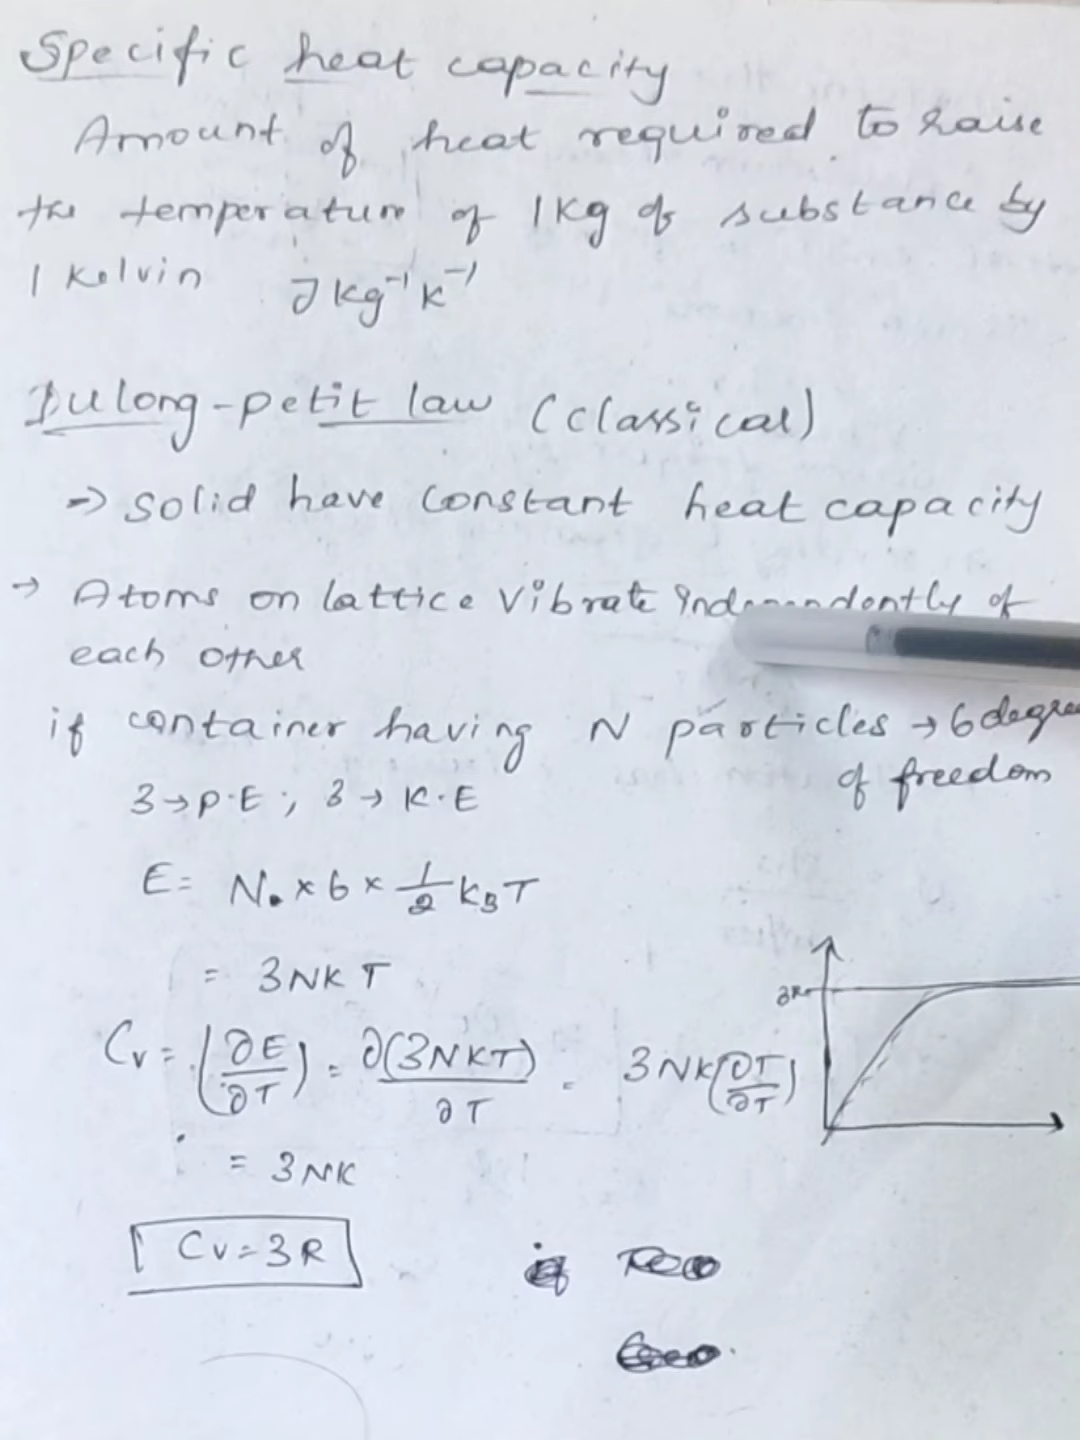 Specific heat capacity
Amount of heat required to raise
the temperature of 1Kg of substance by
1 Kelvin J kg⁻¹ K⁻¹
Dulong-petit law (classical)
=> solid have constant heat capacity
→ Atoms on lattice vibrate independently of
each other
if container having N particles → 6 degree
of freedom
3→P.E ; 3→ K.E
E = N. × 6 × 1/2 K_B T
= 3NKT
3R
Cv = (∂E/∂T) = ∂(3NKT)/∂T = 3NK(∂T/∂T)
= 3NK
Cv = 3R if